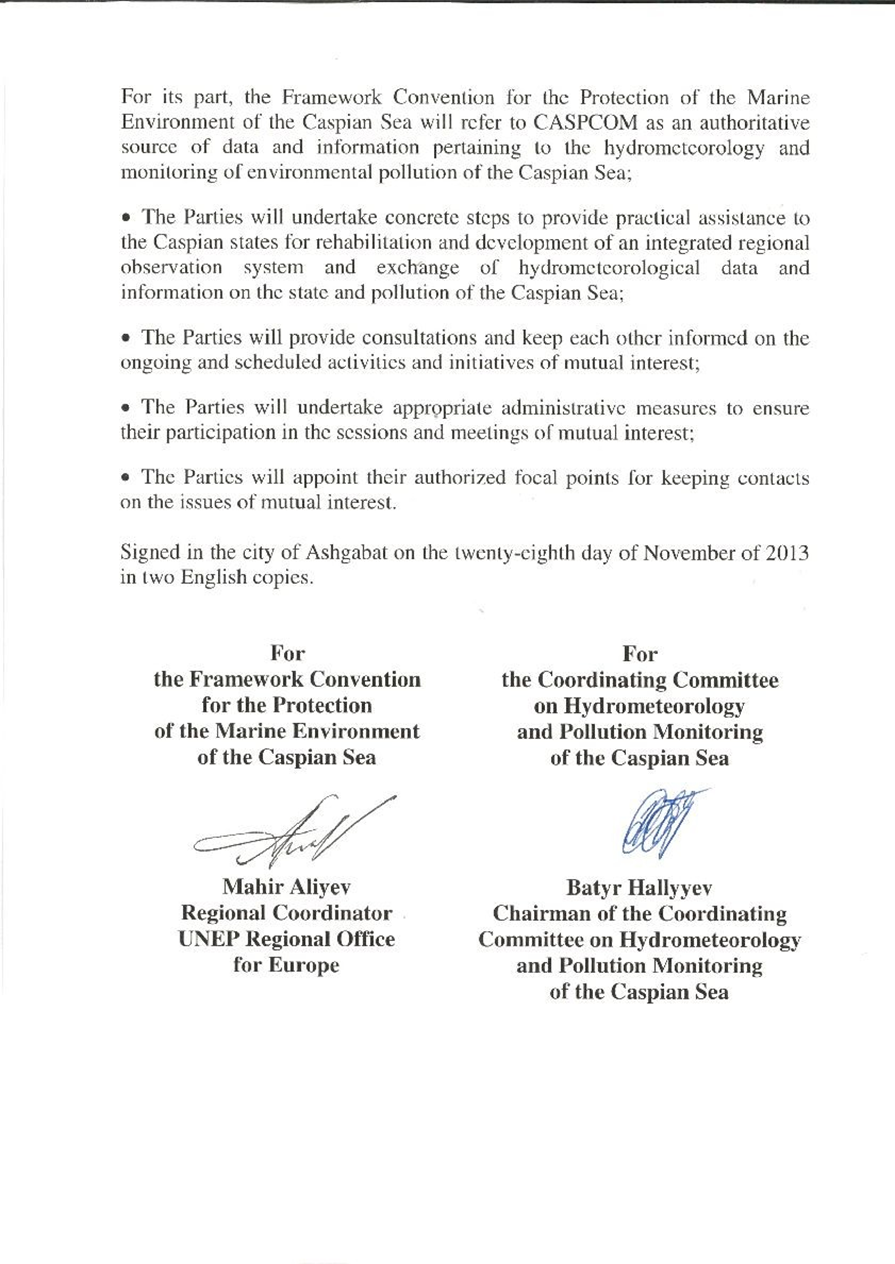 For its part, the Framework Convention for the Protection of the Marine
Environment of the Caspian Sea will refer to CASPCOM as an authoritative
source of data and information pertaining to the hydrometeorology and
monitoring of environmental pollution of the Caspian Sea;
• The Parties will undertake concrete steps to provide practical assistance to
the Caspian states for rehabilitation and development of an integrated regional
observation system and exchange of hydrometeorological data and
information on the state and pollution of the Caspian Sea;
• The Parties will provide consultations and keep each other informed on the
ongoing and scheduled activities and initiatives of mutual interest;
• The Parties will undertake appropriate administrative measures to ensure
their participation in the sessions and meetings of mutual interest;
• The Parties will appoint their authorized focal points for keeping contacts
on the issues of mutual interest.
Signed in the city of Ashgabat on the twenty-eighth day of November of 2013
in two English copies.
For
the Framework Convention
for the Protection
of the Marine Environment
of the Caspian Sea
Mahir Aliyev
Regional Coordinator
UNEP Regional Office
for Europe
For
the Coordinating Committee
on Hydrometeorology
and Pollution Monitoring
of the Caspian Sea
Batyr Hallyyev
Chairman of the Coordinating
Committee on Hydrometeorology
and Pollution Monitoring
of the Caspian Sea